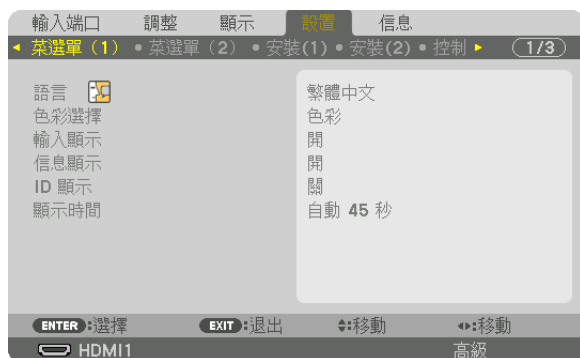 輸入端口 調整 顯示 設置 信息
◂ 菜選單（1） • 菜選單（2） • 安裝(1) • 安裝(2) • 控制 ▸ (1/3)
語言 繁體中文
色彩選擇 色彩
輸入顯示 開
信息顯示 開
ID 顯示 關
顯示時間 自動 45 秒
ENTER :選擇 EXIT :退出 :移動 :移動
HDMI1 高級